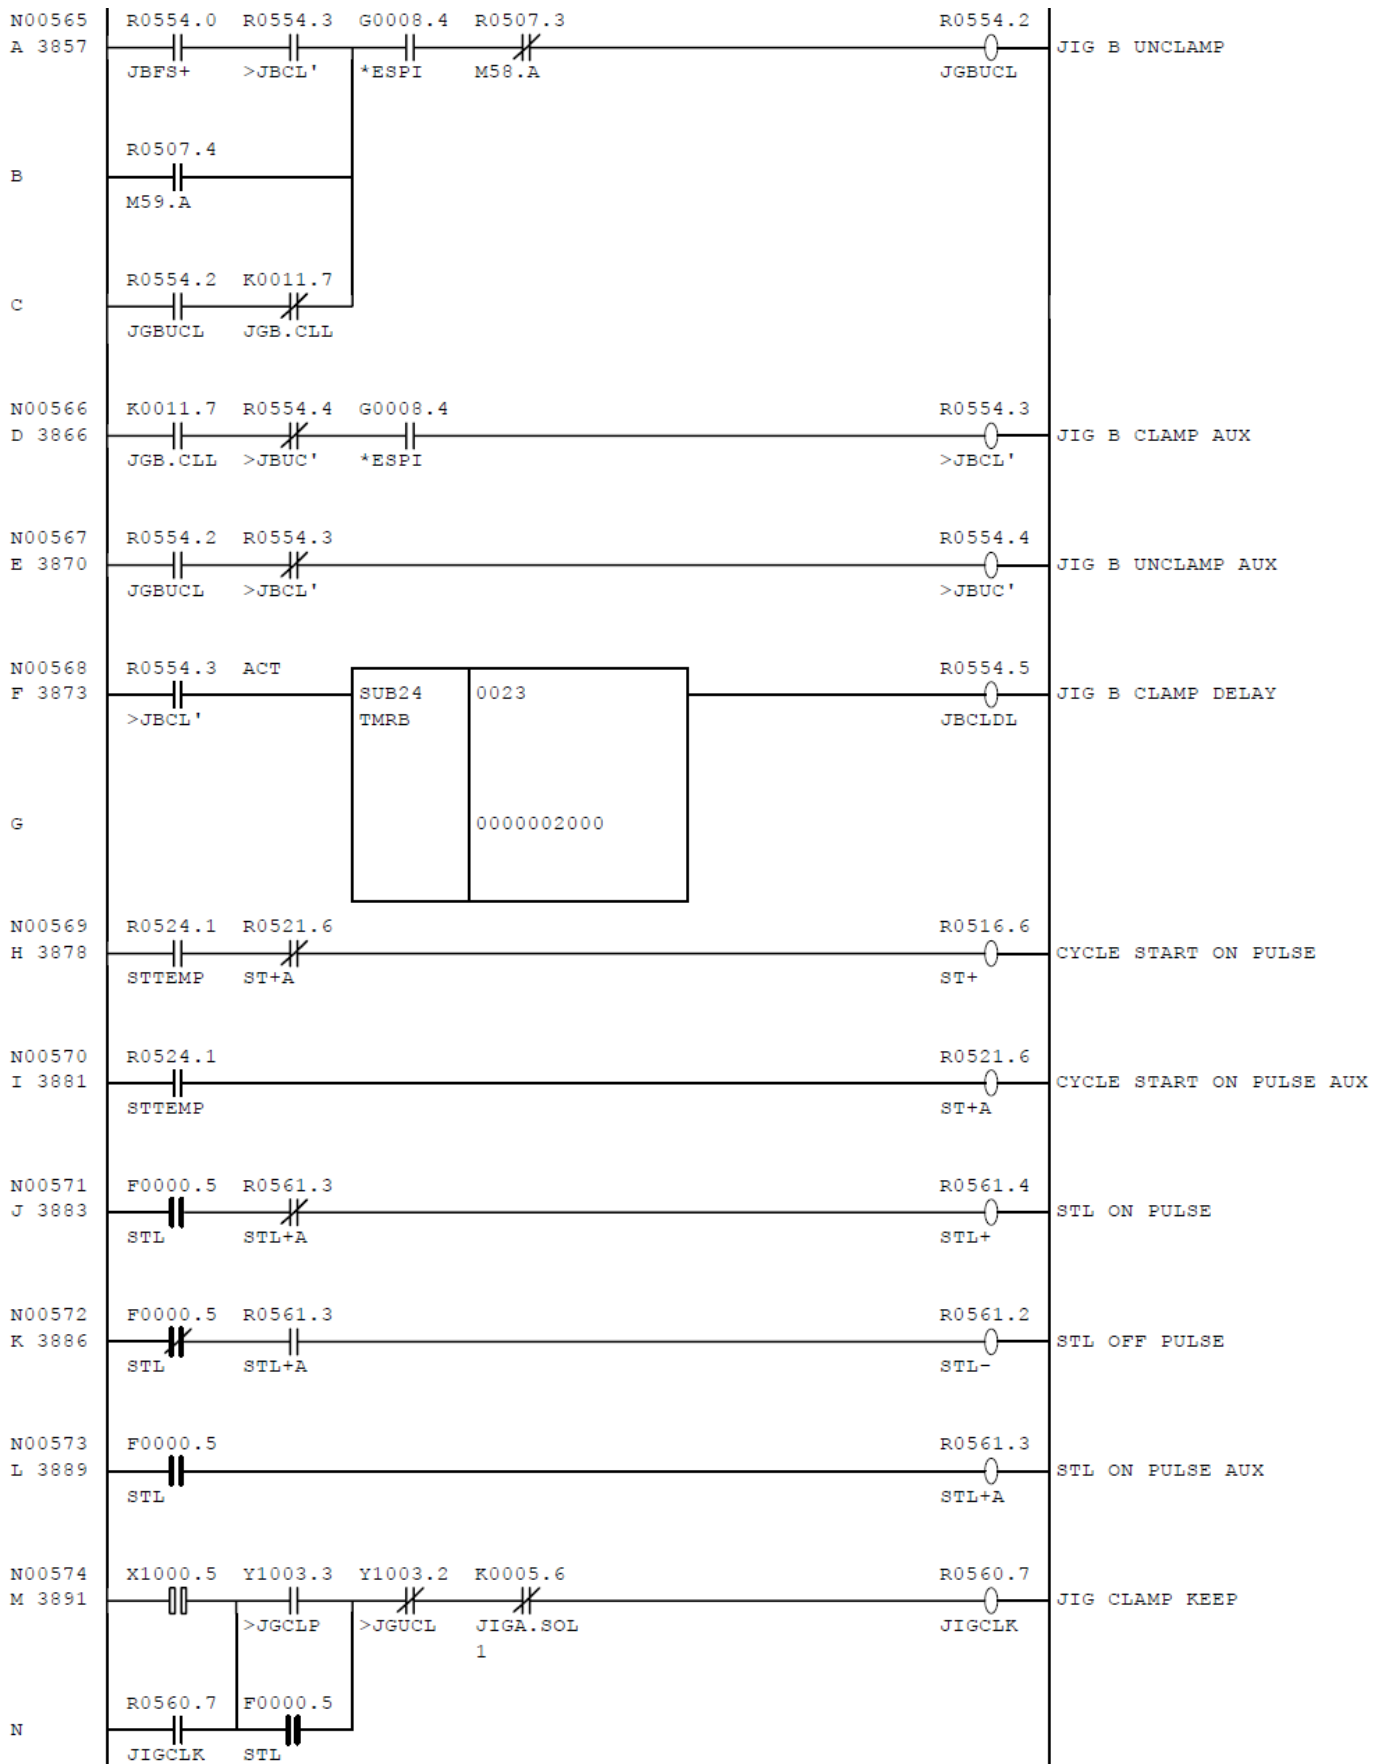 N00565 R0554.0 R0554.3 G0008.4 R0507.3 R0554.2
A 3857 JIG B UNCLAMP
JBFS+ >JBCL' *ESPI M58.A JGBUCL
R0507.4
B
M59.A
R0554.2 K0011.7
C
JGBUCL JGB.CLL
N00566 K0011.7 R0554.4 G0008.4 R0554.3
D 3866 JIG B CLAMP AUX
JGB.CLL >JBUC' *ESPI >JBCL'
N00567 R0554.2 R0554.3 R0554.4
E 3870 JIG B UNCLAMP AUX
JGBUCL >JBCL' >JBUC'
N00568 R0554.3 ACT R0554.5
F 3873 SUB24 0023 JIG B CLAMP DELAY
>JBCL' TMRB JBCLDL
G 0000002000
N00569 R0524.1 R0521.6 R0516.6
H 3878 CYCLE START ON PULSE
STTEMP ST+A ST+
N00570 R0524.1 R0521.6
I 3881 CYCLE START ON PULSE AUX
STTEMP ST+A
N00571 F0000.5 R0561.3 R0561.4
J 3883 STL ON PULSE
STL STL+A STL+
N00572 F0000.5 R0561.3 R0561.2
K 3886 STL OFF PULSE
STL STL+A STL-
N00573 F0000.5 R0561.3
L 3889 STL ON PULSE AUX
STL STL+A
N00574 X1000.5 Y1003.3 Y1003.2 K0005.6 R0560.7
M 3891 JIG CLAMP KEEP
>JGCLP >JGUCL JIGA.SOL JIGCLK
1
R0560.7 F0000.5
N
JIGCLK STL